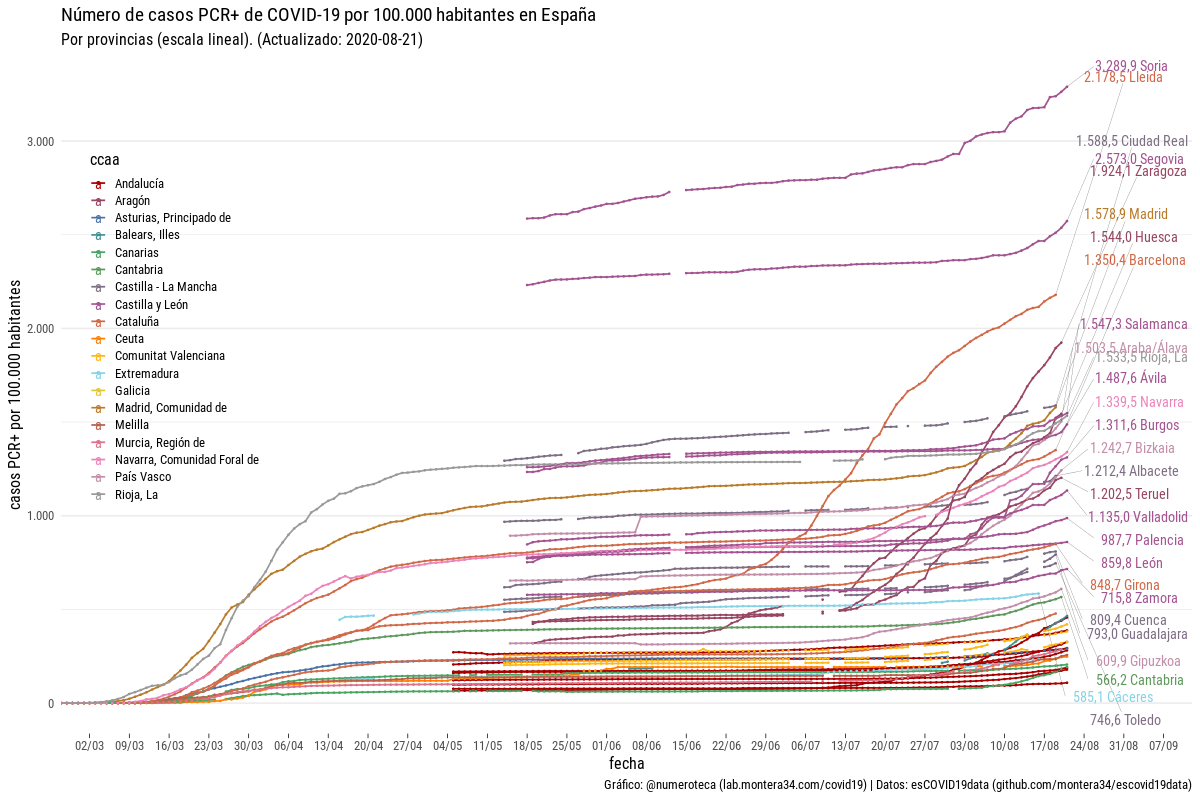 Número de casos PCR+ de COVID-19 por 100.000 habitantes en España
Por provincias (escala lineal). (Actualizado: 2020-08-21)
casos PCR+ por 100.000 habitantes
3.000
2.000
1.000
0
ccaa
Andalucía
Aragón
Asturias, Principado de
Balears, Illes
Canarias
Cantabria
Castilla - La Mancha
Castilla y León
Cataluña
Ceuta
Comunitat Valenciana
Extremadura
Galicia
Madrid, Comunidad de
Melilla
Murcia, Región de
Navarra, Comunidad Foral de
País Vasco
Rioja, La
3.289,9 Soria
2.178,5 Lleida
1.588,5 Ciudad Real
2.573,0 Segovia
1.924,1 Zaragoza
1.578,9 Madrid
1.544,0 Huesca
1.350,4 Barcelona
1.547,3 Salamanca
1.503,5 Araba/Álava
1.533,5 Rioja, La
1.487,6 Ávila
1.339,5 Navarra
1.311,6 Burgos
1.242,7 Bizkaia
1.212,4 Albacete
1.202,5 Teruel
1.135,0 Valladolid
987,7 Palencia
859,8 León
848,7 Girona
715,8 Zamora
809,4 Cuenca
793,0 Guadalajara
609,9 Gipuzkoa
566,2 Cantabria
585,1 Cáceres
746,6 Toledo
02/03 09/03 16/03 23/03 30/03 06/04 13/04 20/04 27/04 04/05 11/05 18/05 25/05 01/06 08/06 15/06 22/06 29/06 06/07 13/07 20/07 27/07 03/08 10/08 17/08 24/08 31/08 07/09
fecha
Gráfico: @numeroteca (lab.montera34.com/covid19) | Datos: esCOVID19data (github.com/montera34/escovid19data)